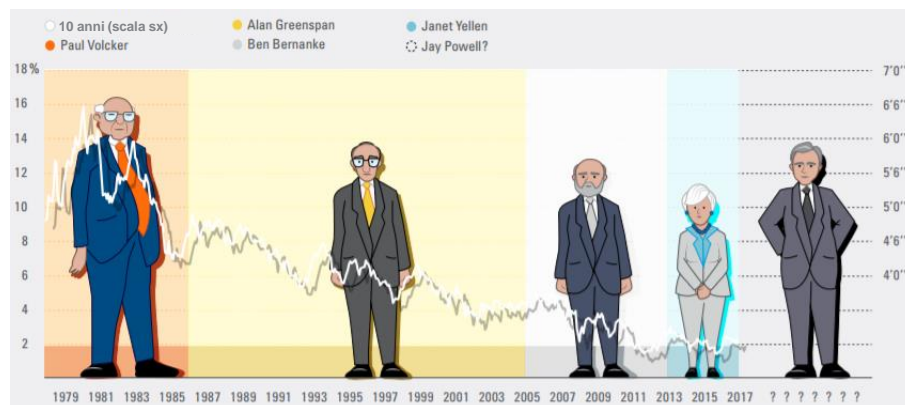 10 anni (scala sx)
Alan Greenspan
Janet Yellen
Paul Volcker
Ben Bernanke
Jay Powell?
18%
7'0"
16
6'6"
14
6'0"
12
5'6"
10
5'0"
8
4'6"
6
4'0"
4
2
1979 1981 1983 1985 1987 1989 1991 1993 1995 1997 1999 2001 2003 2005 2007 2009 2011 2013 2015 2017 ? ? ? ? ? ?